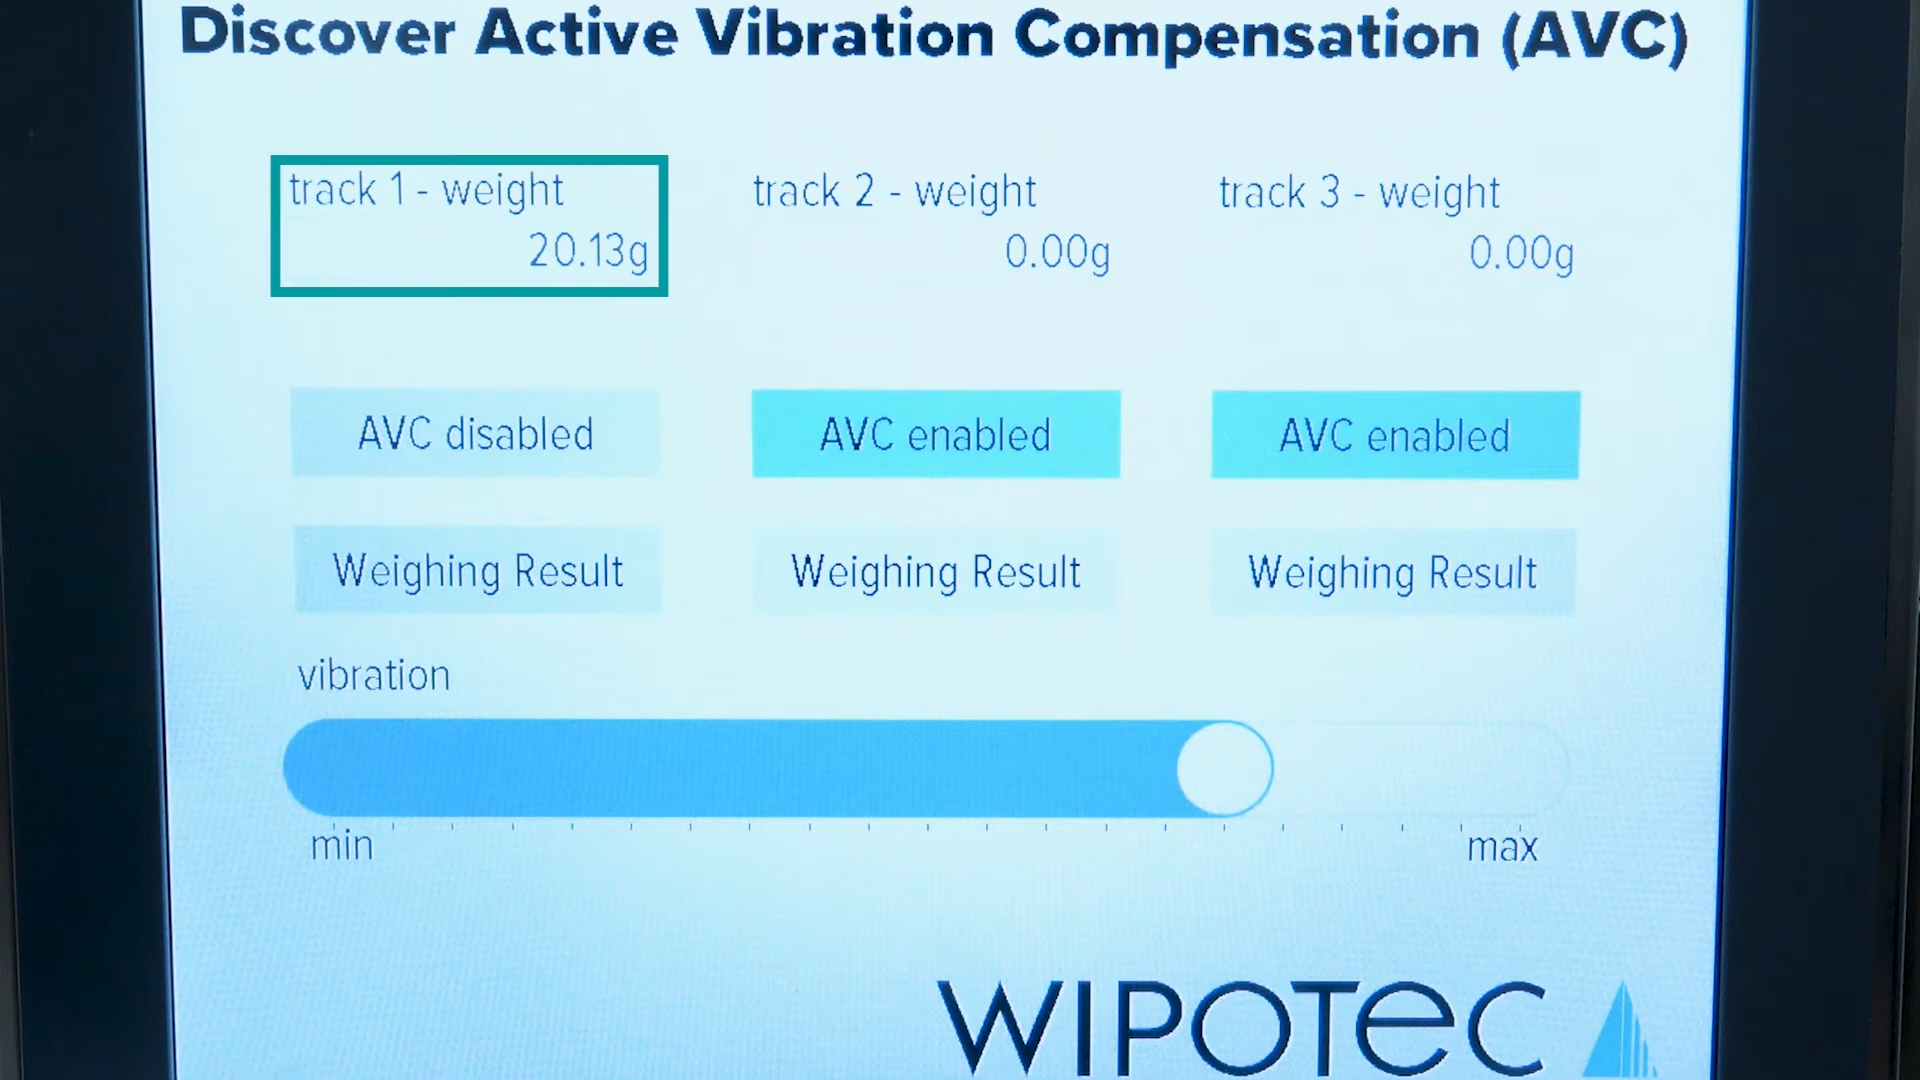 Discover Active Vibration Compensation (AVC)
track 1 - weight
20.13g
track 2 - weight
0.00g
track 3 - weight
0.00g
AVC disabled
AVC enabled
AVC enabled
Weighing Result
Weighing Result
Weighing Result
vibration
min
max
WIPOTEC